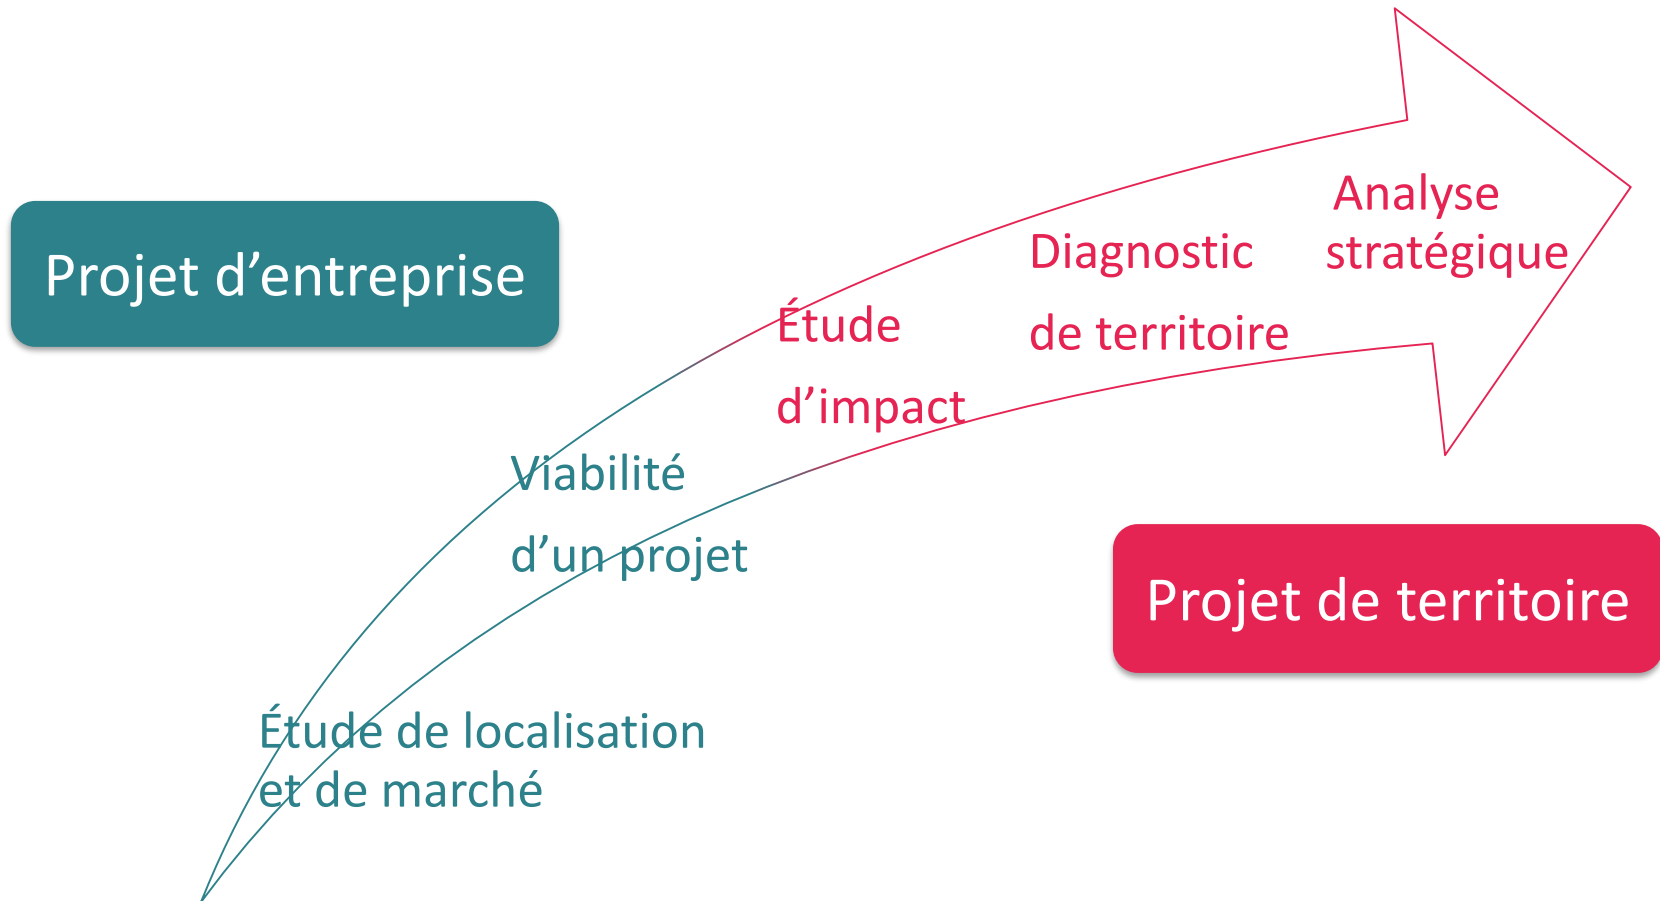 Projet d’entreprise
Analyse
stratégique
Diagnostic
de territoire
Étude
d’impact
Viabilité
d’un projet
Projet de territoire
Étude de localisation
et de marché